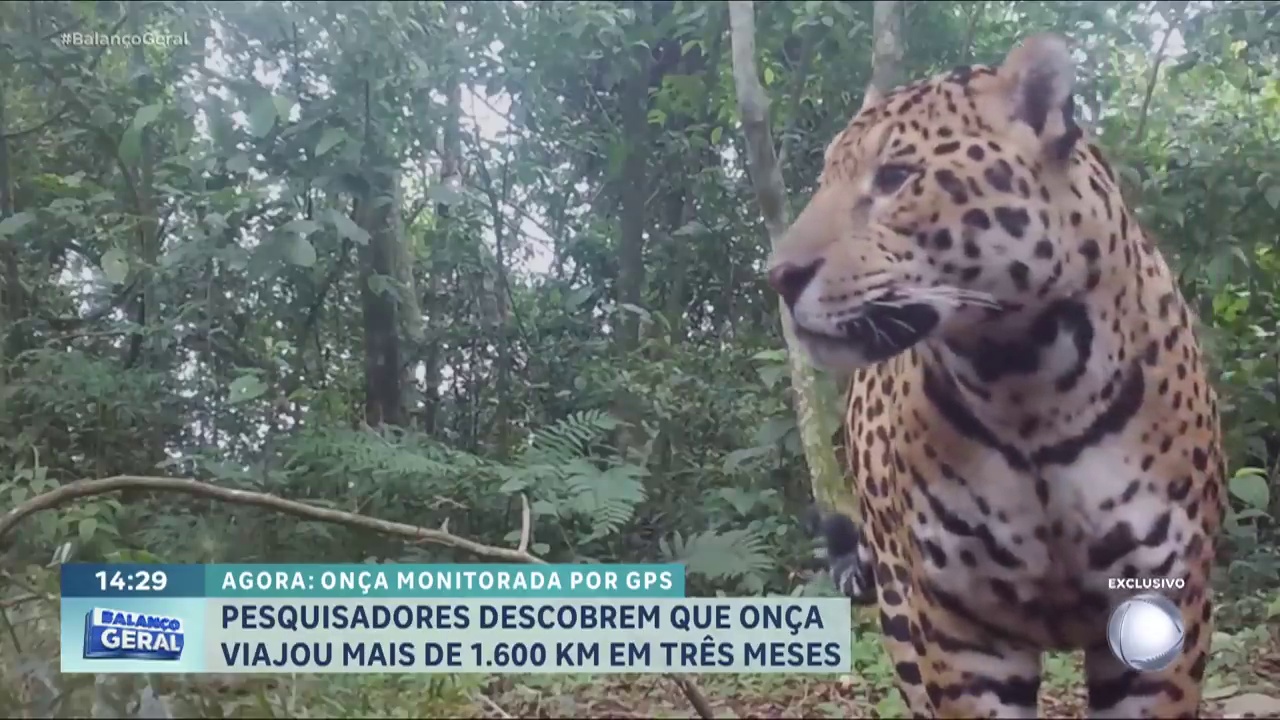 #BalançoGeral
14:29
AGORA: ONÇA MONITORADA POR GPS
BALANÇO
GERAL
PESQUISADORES DESCOBREM QUE ONÇA
VIAJOU MAIS DE 1.600 KM EM TRÊS MESES
EXCLUSIVO